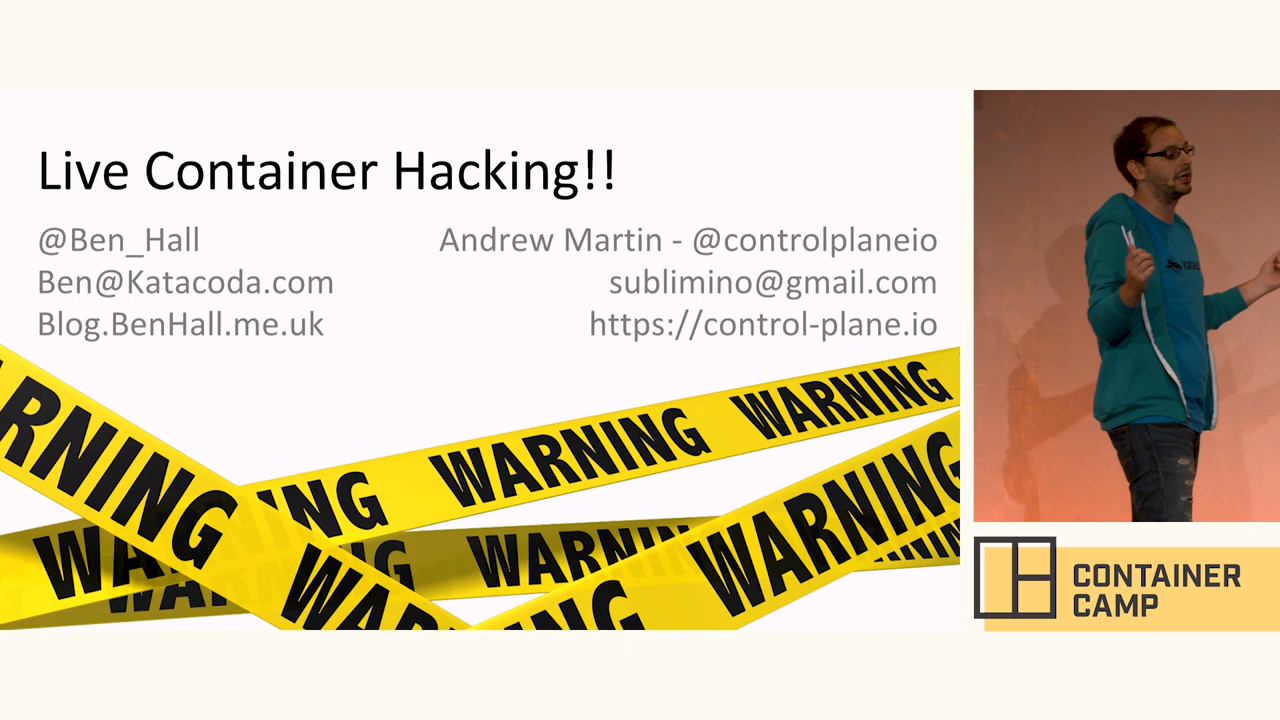 Live Container Hacking!!
@Ben_Hall
Ben@Katacoda.com
Blog.BenHall.me.uk
Andrew Martin - @controlplaneio
sublimino@gmail.com
https://control-plane.io
WARNING
WARNING
WARNING
WARNING
WARNING
CONTAINER
CAMP